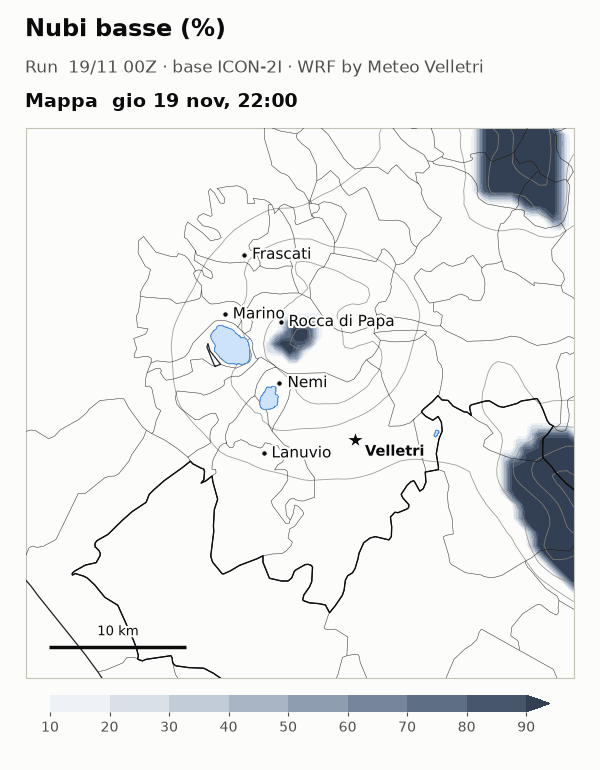 Nubi basse (%)
Run  19/11 00Z · base ICON-2I · WRF by Meteo Velletri
Mappa  gio 19 nov, 22:00
Frascati
Marino
Rocca di Papa
Nemi
Velletri
Lanuvio
10 km
10 20 30 40 50 60 70 80 90